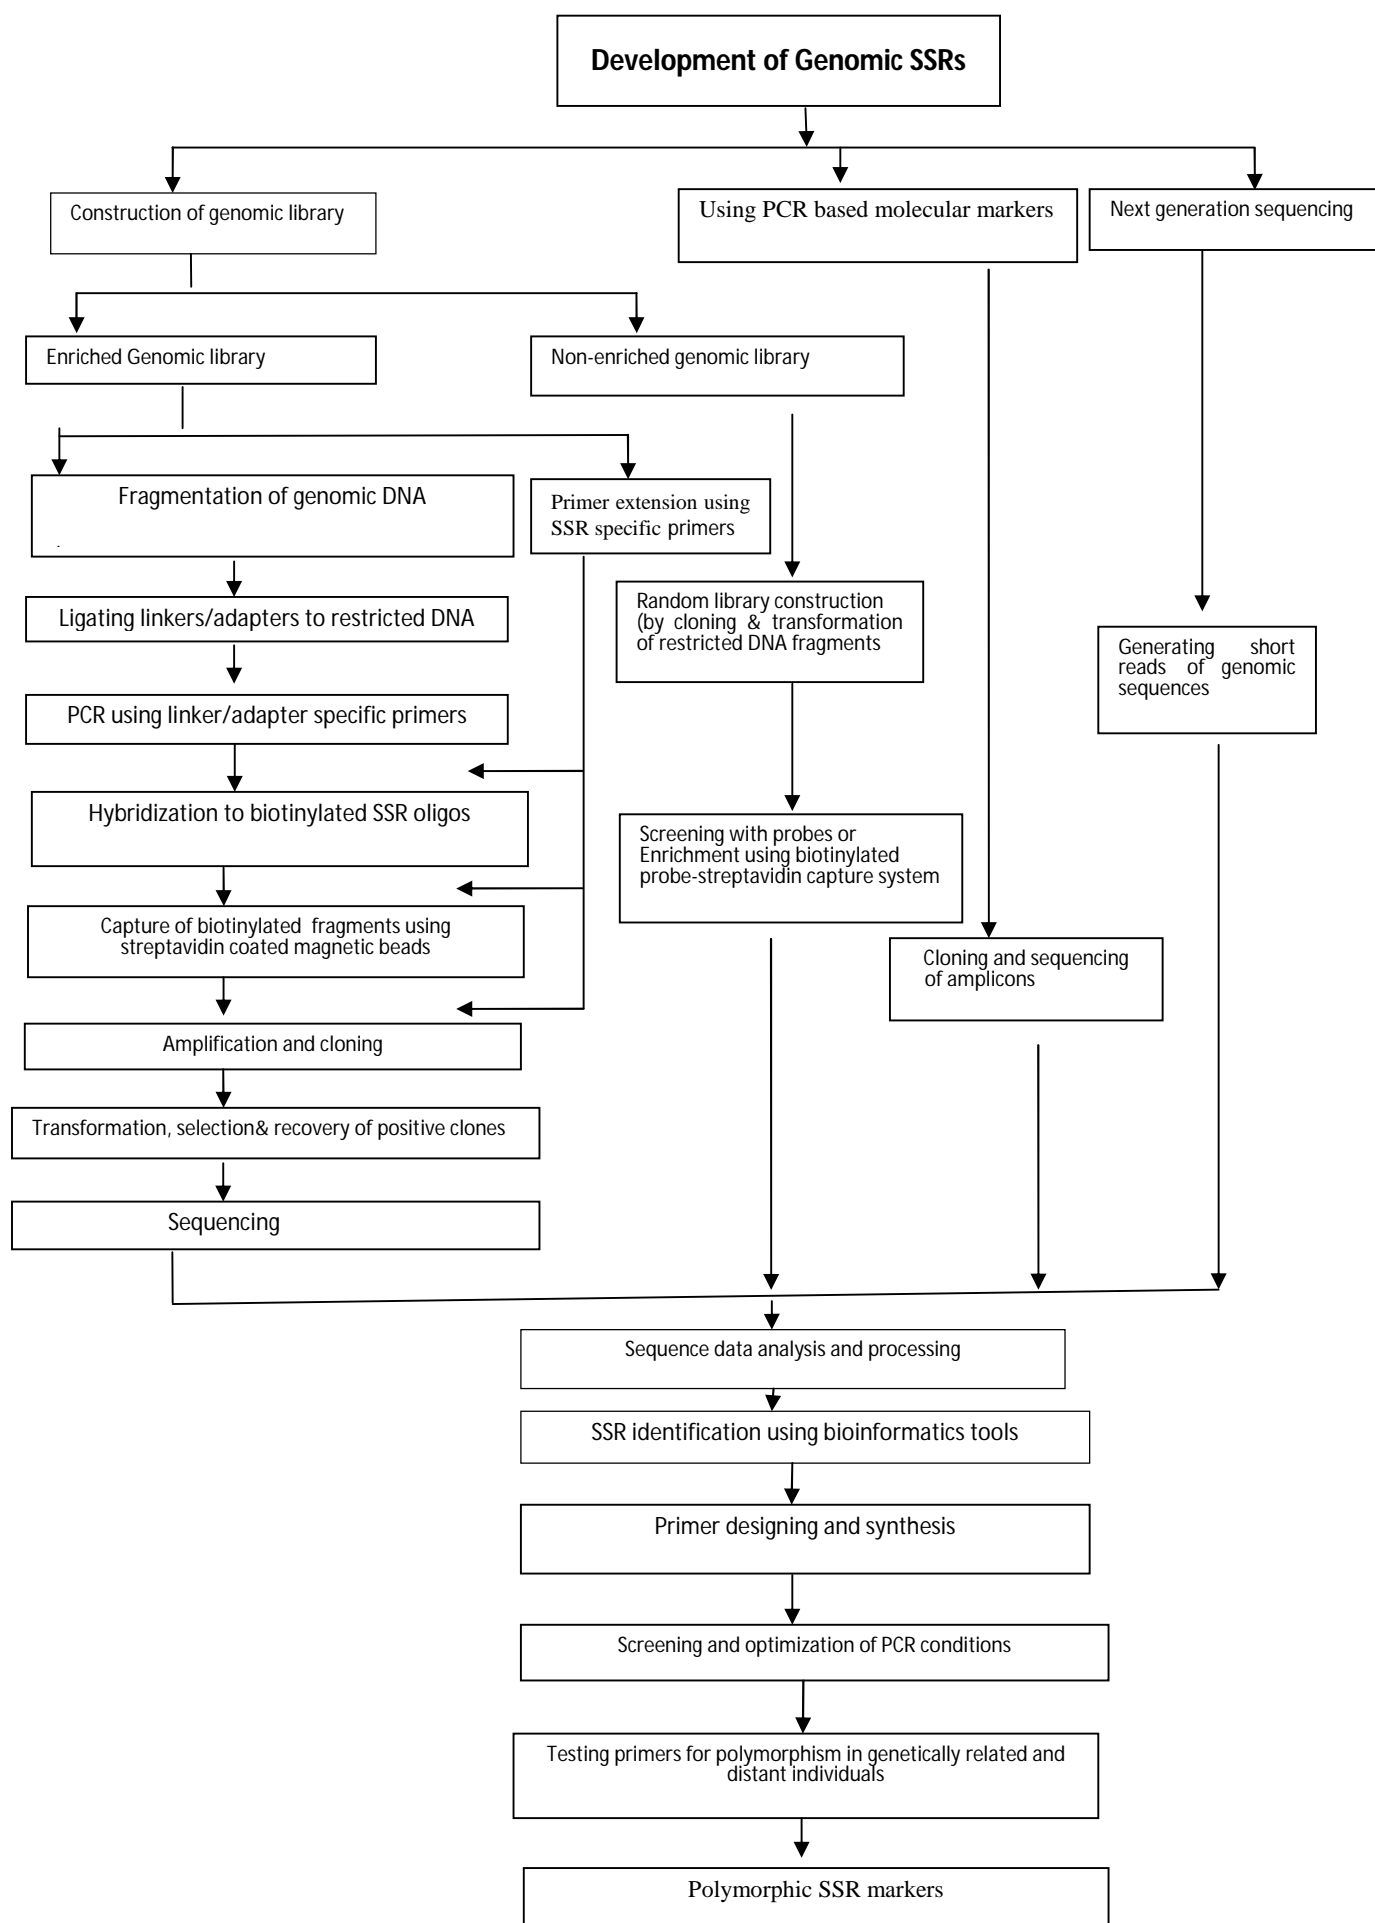 Development of Genomic SSRs
Construction of genomic library
Using PCR based molecular markers
Next generation sequencing
Enriched Genomic library
Non-enriched genomic library
Fragmentation of genomic DNA
.
Primer extension using
SSR specific primers
Ligating linkers/adapters to restricted DNA
Random library construction
(by cloning & transformation
of restricted DNA fragments
Generating short
reads of genomic
sequences
PCR using linker/adapter specific primers
Hybridization to biotinylated SSR oligos
Screening with probes or
Enrichment using biotinylated
probe-streptavidin capture system
Capture of biotinylated fragments using
streptavidin coated magnetic beads
Cloning and sequencing
of amplicons
Amplification and cloning
Transformation, selection& recovery of positive clones
Sequencing
Sequence data analysis and processing
SSR identification using bioinformatics tools
Primer designing and synthesis
Screening and optimization of PCR conditions
Testing primers for polymorphism in genetically related and
distant individuals
Polymorphic SSR markers